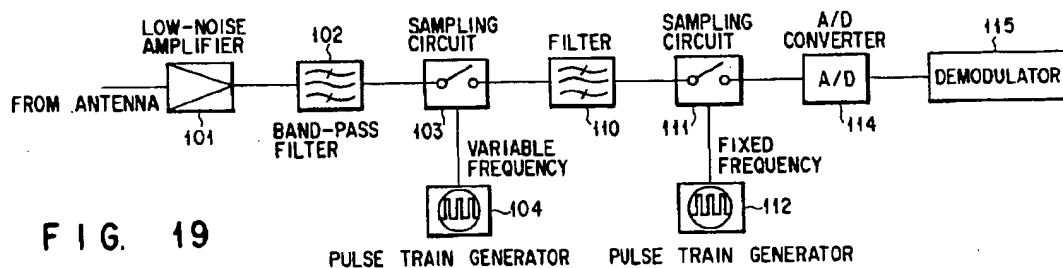 LOW-NOISE
AMPLIFIER
102
SAMPLING
CIRCUIT
FILTER
SAMPLING
CIRCUIT
A/D
CONVERTER
115
A/D
DEMODULATOR
FROM ANTENNA
101
BAND-PASS
FILTER
103
110
111
114
VARIABLE
FREQUENCY
FIXED
FREQUENCY
104
112
FIG. 19
PULSE TRAIN GENERATOR
PULSE TRAIN GENERATOR